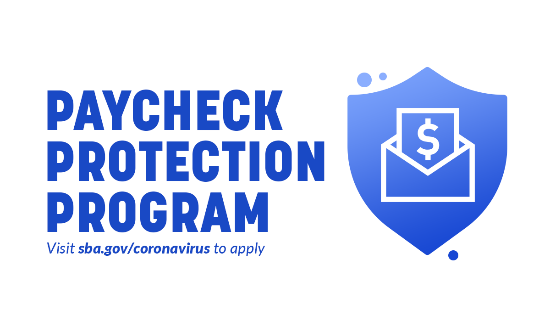 PAYCHECK
PROTECTION
PROGRAM
Visit sba.gov/coronavirus to apply
$